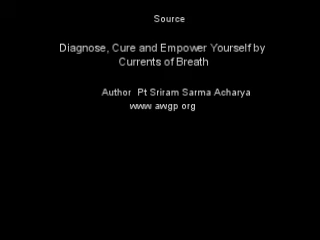 Source
Diagnose, Cure and Empower Yourself by
Currents of Breath
Author Pt Sriram Sarma Acharya
www awgp org